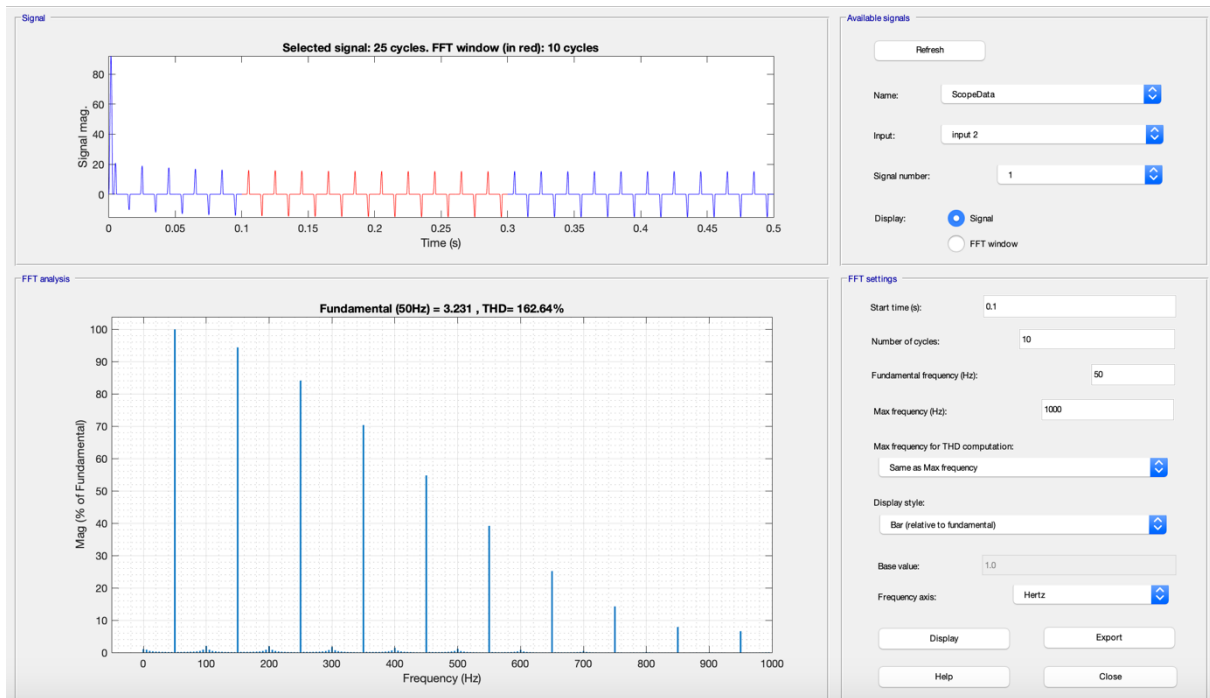 Signal
Selected signal: 25 cycles. FFT window (in red): 10 cycles
Signal mag.
80
60
40
20
0
0 0.05 0.1 0.15 0.2 0.25 0.3 0.35 0.4 0.45 0.5
Time (s)
Available signals
Refresh
Name: ScopeData
Input: input 2
Signal number: 1
Display: Signal
FFT window
FFT analysis
Fundamental (50Hz) = 3.231 , THD= 162.64%
Mag (% of Fundamental)
100
90
80
70
60
50
40
30
20
10
0
0 100 200 300 400 500 600 700 800 900 1000
Frequency (Hz)
FFT settings
Start time (s): 0.1
Number of cycles: 10
Fundamental frequency (Hz): 50
Max frequency (Hz): 1000
Max frequency for THD computation:
Same as Max frequency
Display style:
Bar (relative to fundamental)
Base value: 1.0
Frequency axis: Hertz
Display Export
Help Close